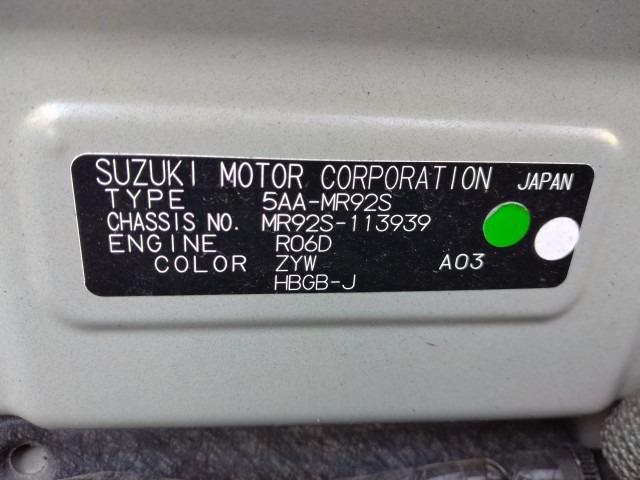 SUZUKI MOTOR CORPORATION JAPAN
TYPE 5AA-MR92S
CHASSIS NO. MR92S-113939
ENGINE R06D
COLOR ZYW A03
HBGB-J